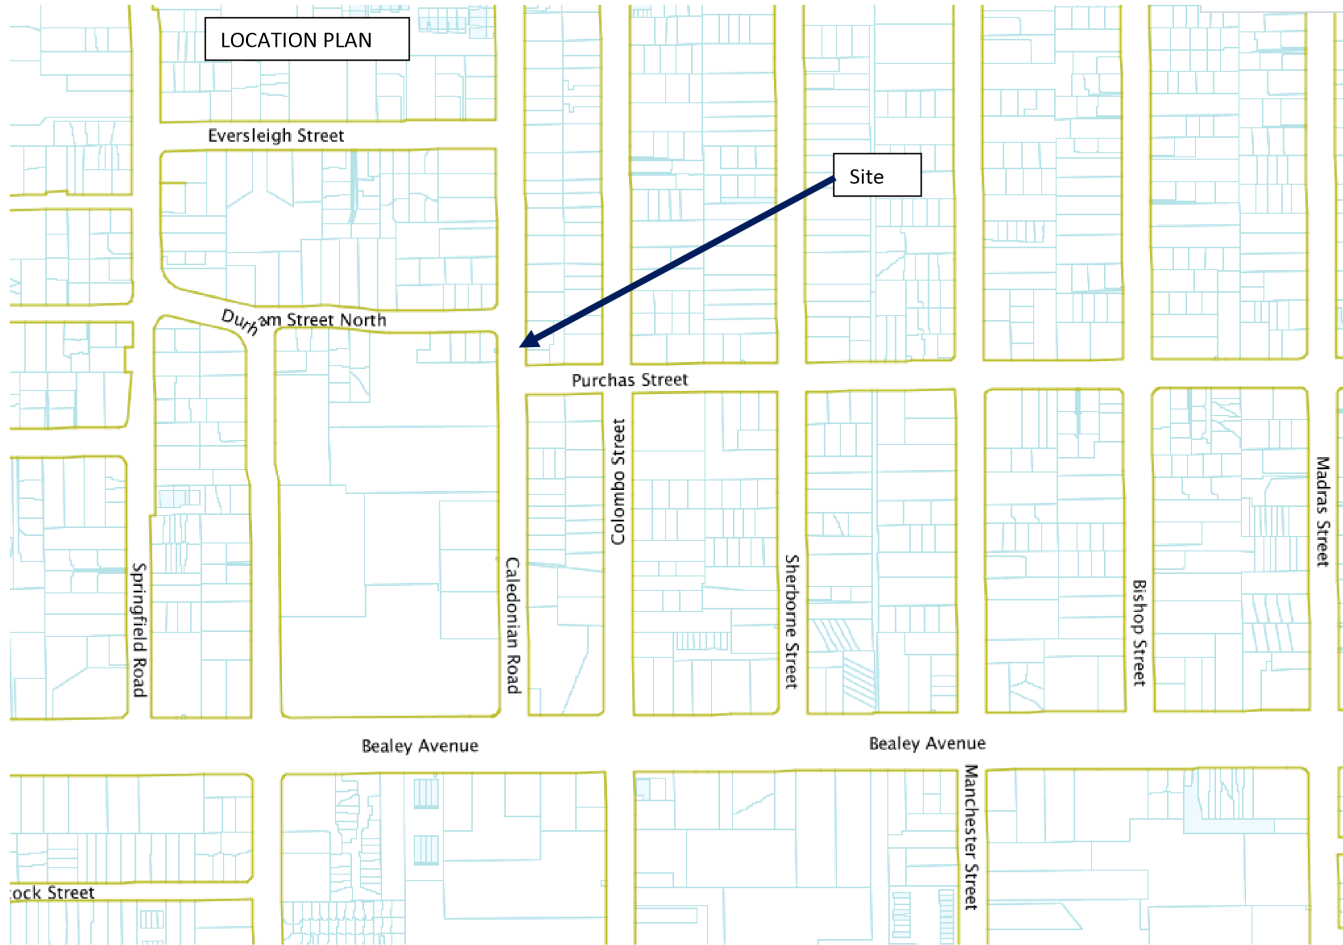 LOCATION PLAN
Eversleigh Street
Site
Durham Street North
Purchas Street
Colombo Street
Madras Street
Springfield Road
Caledonian Road
Sherborne Street
Bishop Street
Bealey Avenue
Bealey Avenue
Manchester Street
cock Street